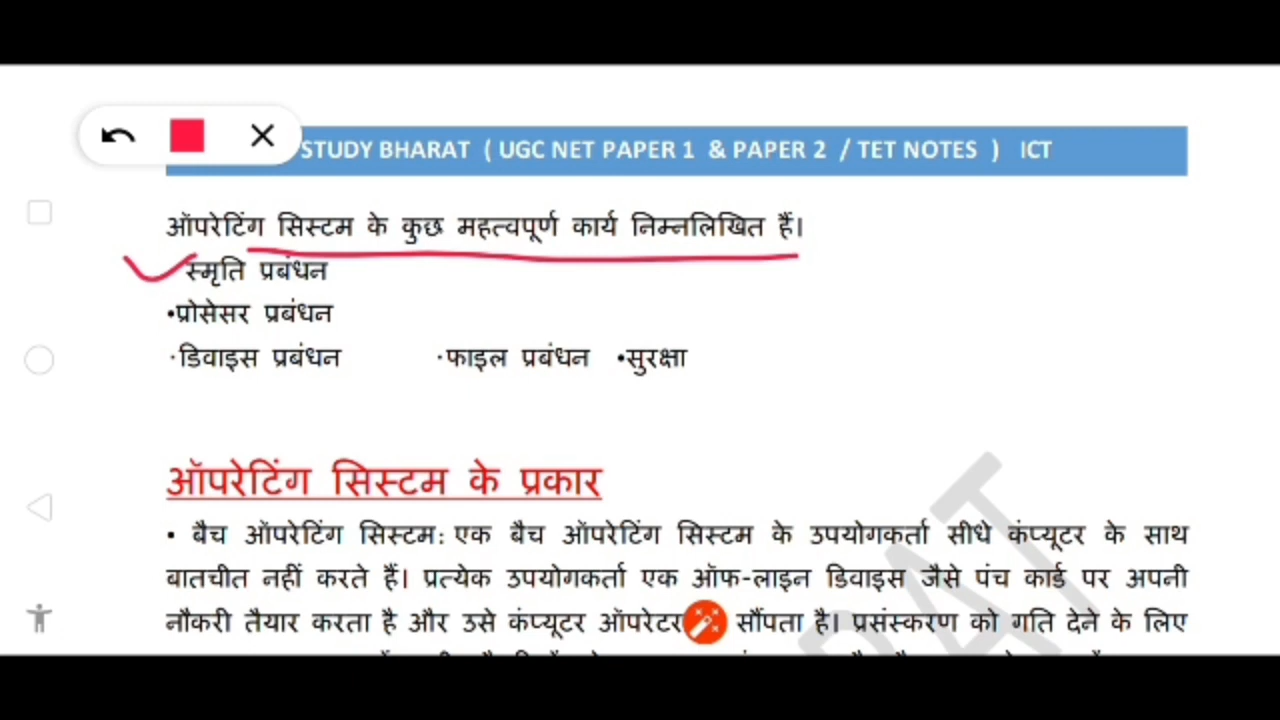 STUDY BHARAT ( UGC NET PAPER 1 & PAPER 2 / TET NOTES ) ICT
ऑपरेटिंग सिस्टम के कुछ महत्वपूर्ण कार्य निम्नलिखित हैं।
स्मृति प्रबंधन
•प्रोसेसर प्रबंधन
·डिवाइस प्रबंधन ·फाइल प्रबंधन •सुरक्षा
ऑपरेटिंग सिस्टम के प्रकार
• बैच ऑपरेटिंग सिस्टम: एक बैच ऑपरेटिंग सिस्टम के उपयोगकर्ता सीधे कंप्यूटर के साथ
बातचीत नहीं करते हैं। प्रत्येक उपयोगकर्ता एक ऑफ-लाइन डिवाइस जैसे पंच कार्ड पर अपनी
नौकरी तैयार करता है और उसे कंप्यूटर ऑपरेटर सौंपता है। प्रसंस्करण को गति देने के लिए